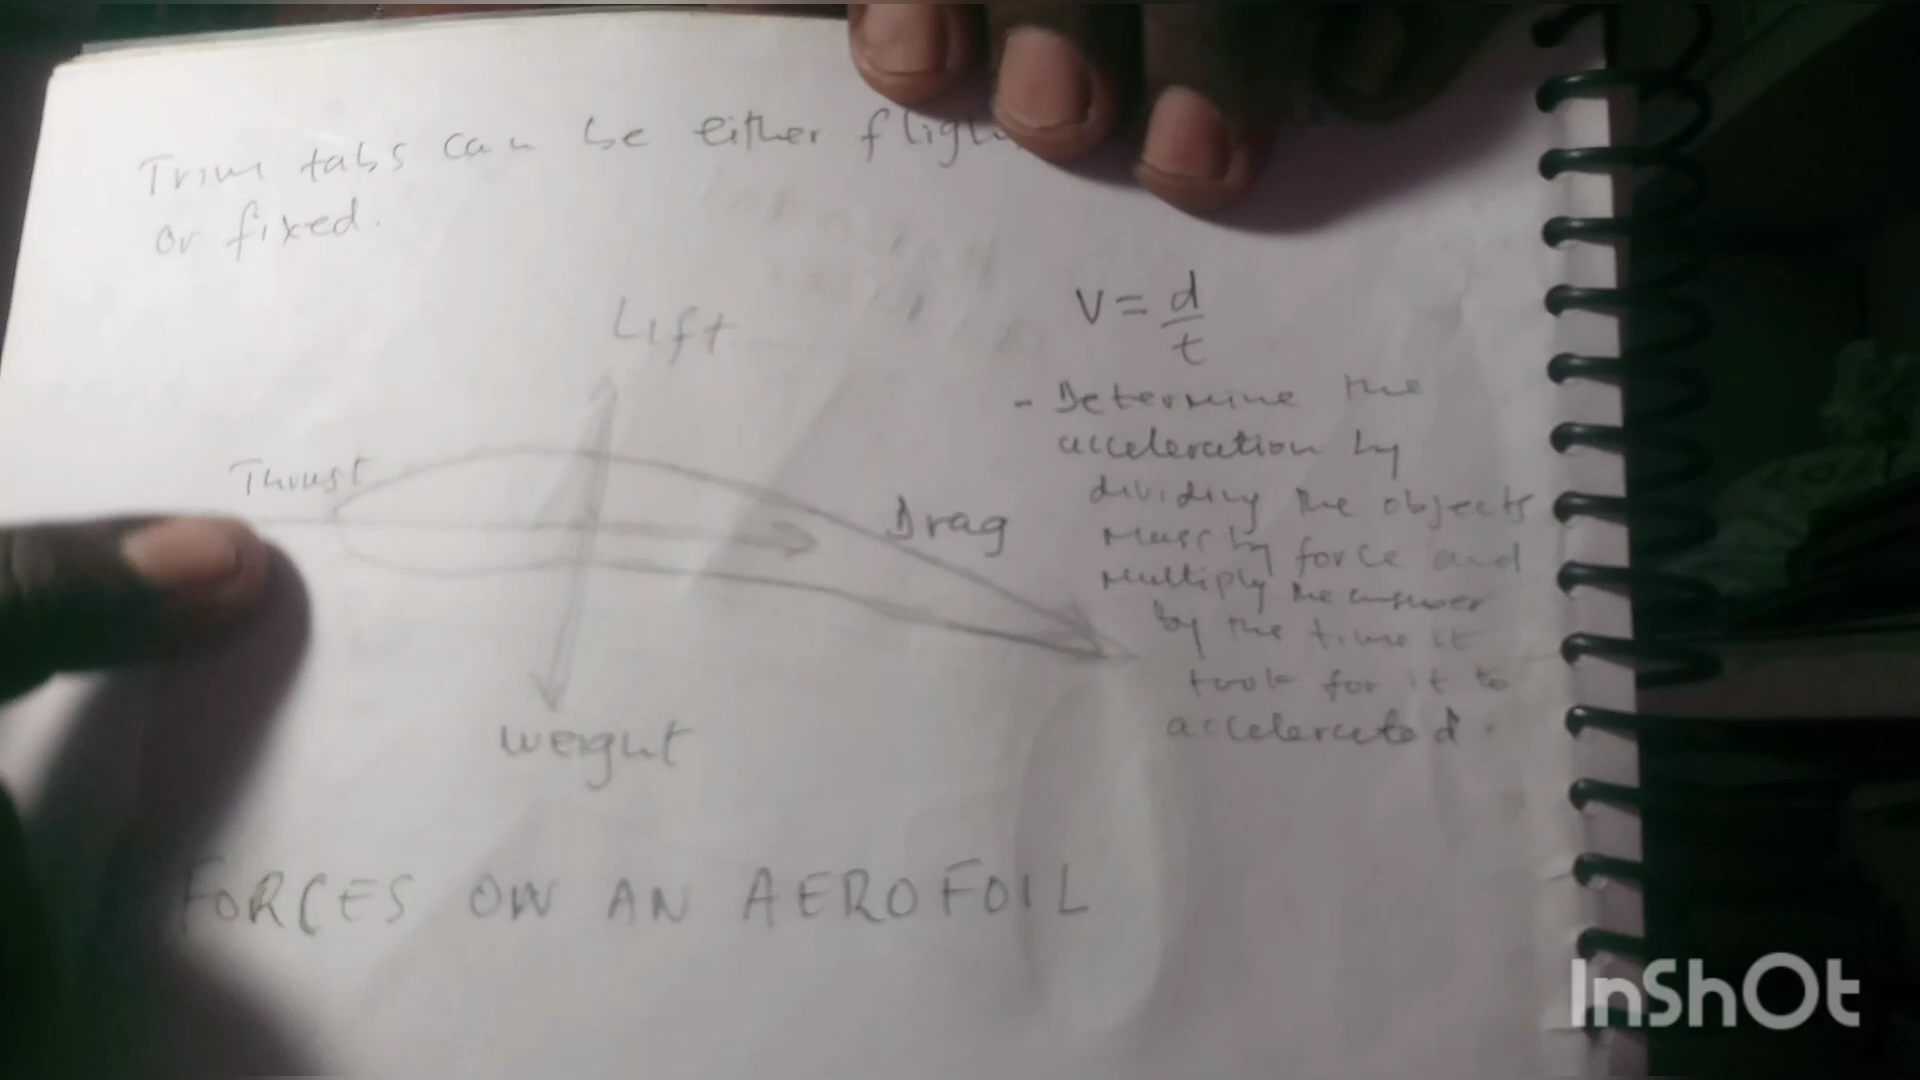 Trim tabs can be either
or fixed.
Lift
Thrust
Drag
weight
V = d
t
- Determine the
acceleration by
dividing the objects
mass by force and
multiply the answer
by the time it
took for it to
accelerated.
FORCES ON AN AEROFOIL
InShOt